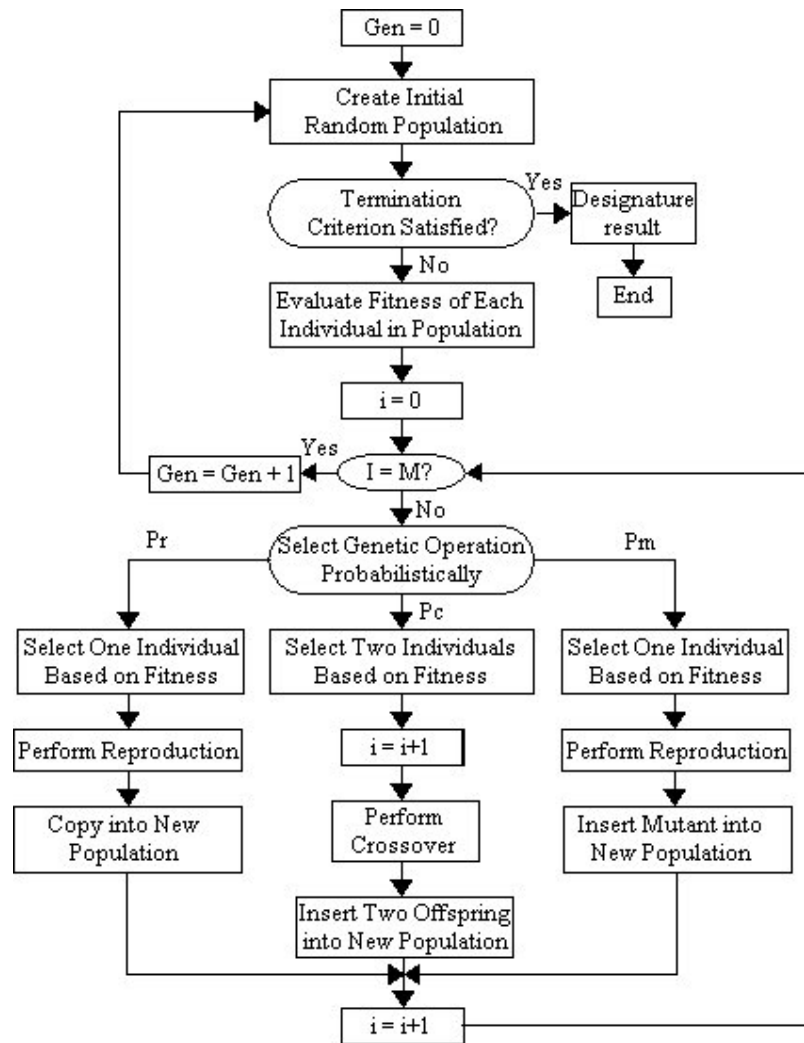 Gen = 0
Create Initial
Random Population
Termination
Criterion Satisfied?
Yes
Designature
result
End
No
Evaluate Fitness of Each
Individual in Population
i = 0
Yes
Gen = Gen + 1
I = M?
No
Select Genetic Operation
Probabilistically
Pr
Pm
Pc
Select One Individual
Based on Fitness
Select Two Individuals
Based on Fitness
Select One Individual
Based on Fitness
Perform Reproduction
i = i+1
Perform Reproduction
Copy into New
Population
Perform
Crossover
Insert Mutant into
New Population
Insert Two Offspring
into New Population
i = i+1